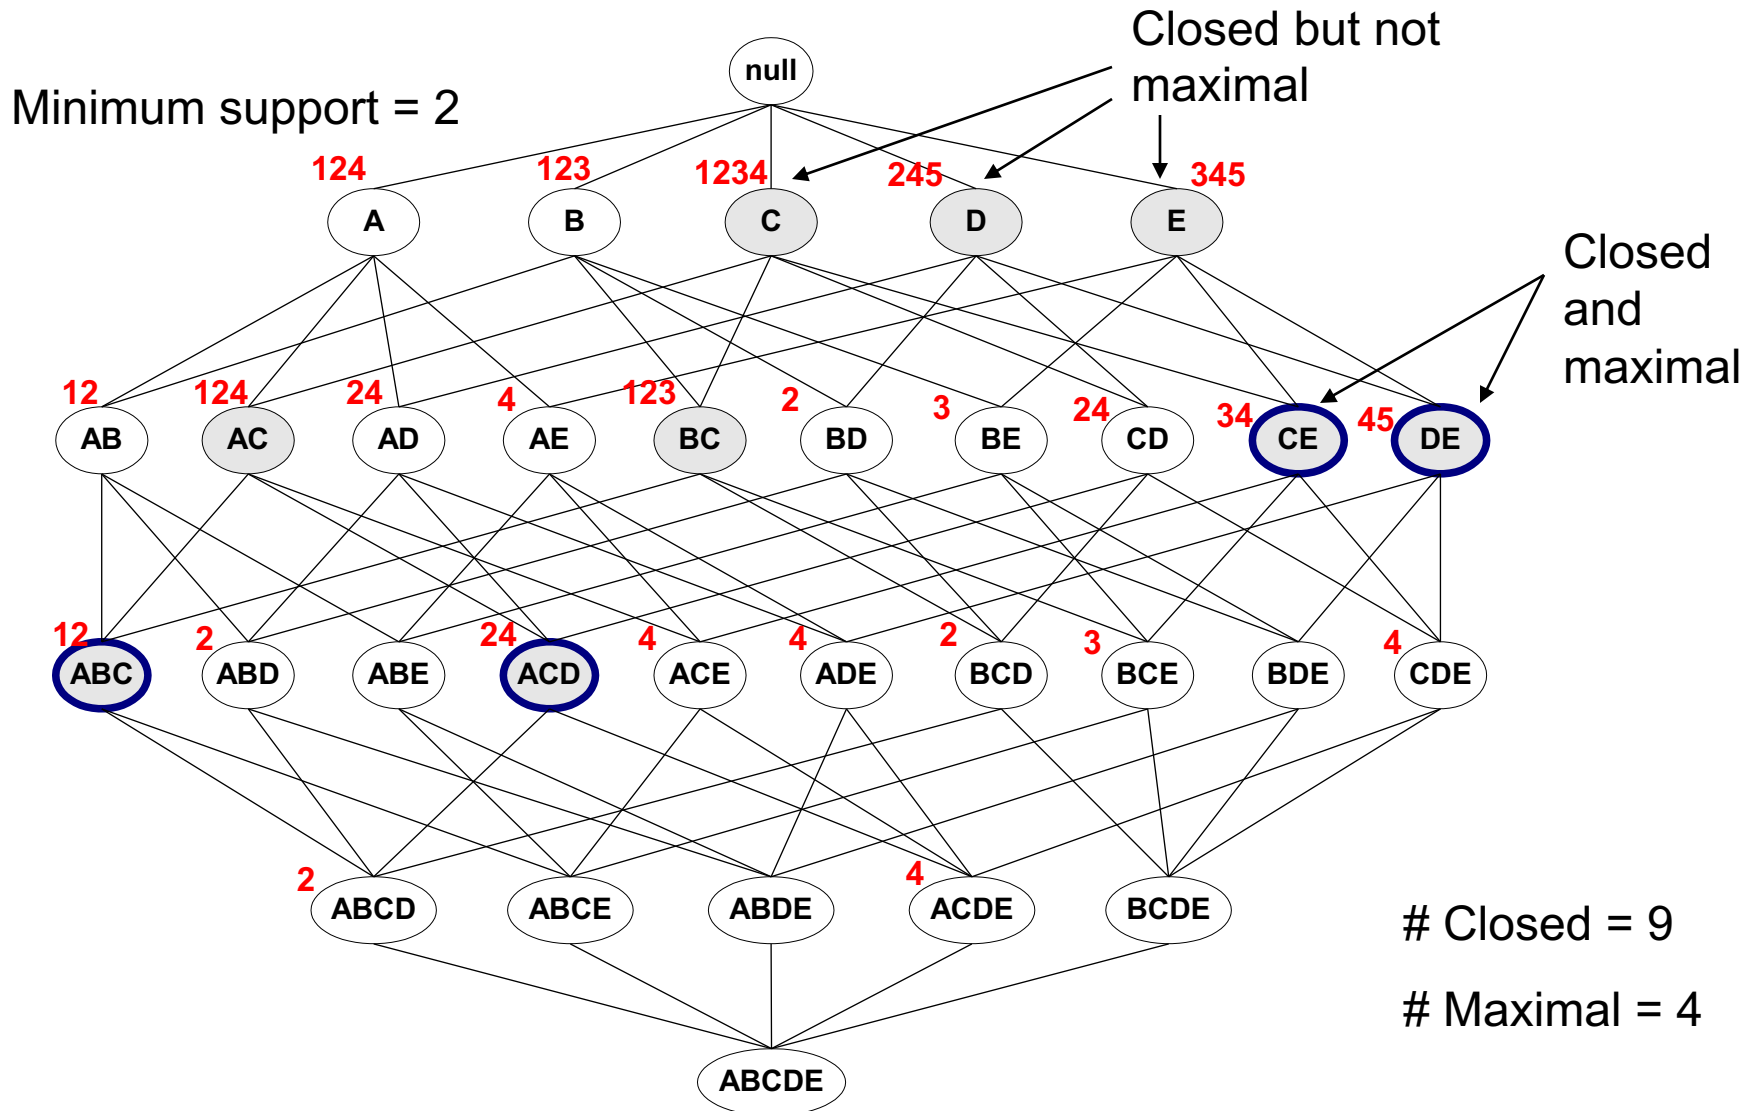 Closed but not
maximal
null
Minimum support = 2
124 123 1234 245 345
A B C D E
Closed
and
maximal
12 124 24 4 123 2 3 24 34 45
AB AC AD AE BC BD BE CD CE DE
12 2 24 4 4 2 3 4
ABC ABD ABE ACD ACE ADE BCD BCE BDE CDE
2 4
ABCD ABCE ABDE ACDE BCDE
# Closed = 9
# Maximal = 4
ABCDE